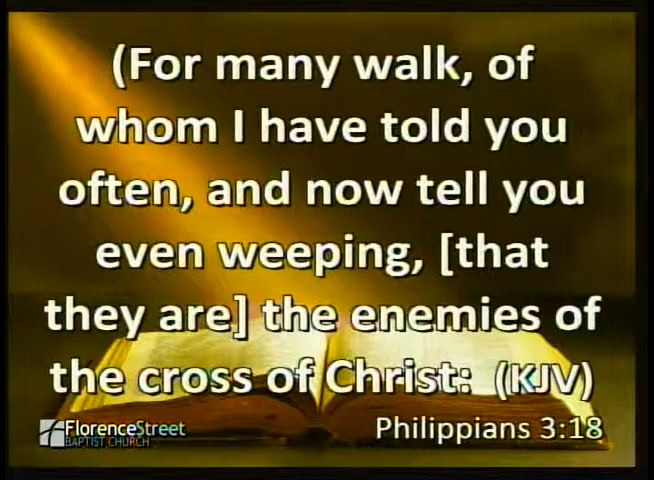 (For many walk, of
whom I have told you
often, and now tell you
even weeping, [that
they are] the enemies of
the cross of Christ: (KJV)
FlorenceStreet
BAPTIST CHURCH
Philippians 3:18